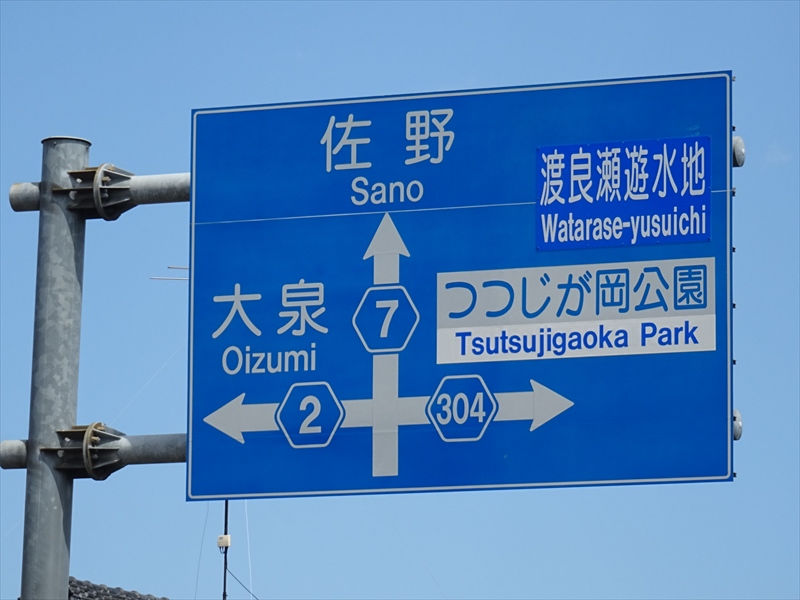 佐野
Sano
渡良瀬遊水地
Watarase-yusuichi
つつじが岡公園
Tsutsujigaoka Park
大泉
Oizumi
7
2
304